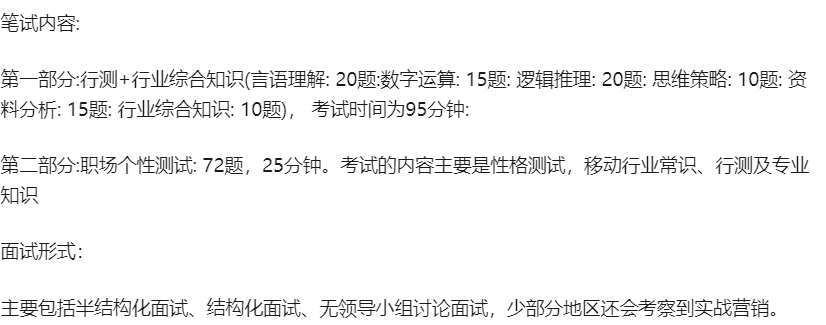 笔试内容:
第一部分:行测+行业综合知识(言语理解: 20题:数字运算: 15题: 逻辑推理: 20题: 思维策略: 10题: 资
料分析: 15题: 行业综合知识: 10题)， 考试时间为95分钟:
第二部分:职场个性测试: 72题，25分钟。考试的内容主要是性格测试，移动行业常识、行测及专业
知识
面试形式：
主要包括半结构化面试、结构化面试、无领导小组讨论面试，少部分地区还会考察到实战营销。